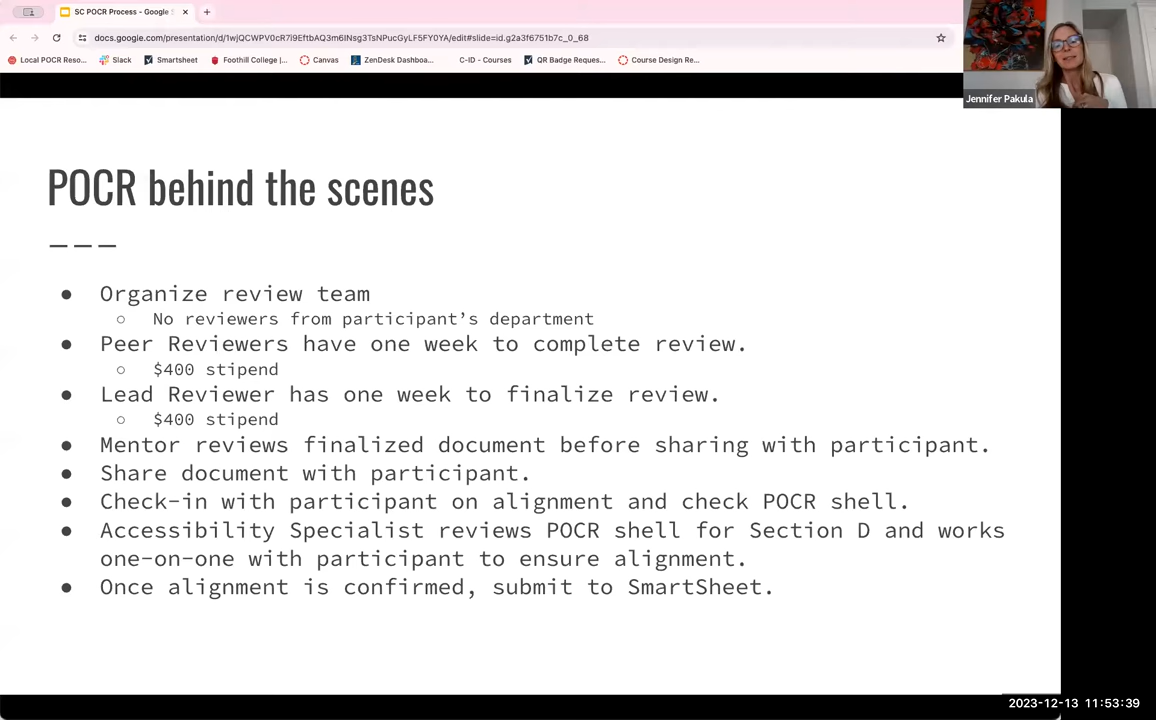 SC POCR Process - Google S
docs.google.com/presentation/d/1wjQCWPV0cR7l9EftbAQ3m6INsg3TsNPucGyLF5FY0YA/edit#slide=id.g2a3f6751b7c_0_68
Local POCR Reso... Slack Smartsheet Foothill College |... Canvas ZenDesk Dashboa... C-ID - Courses QR Badge Reques... Course Design Re...
Jennifer Pakula
POCR behind the scenes
Organize review team
No reviewers from participant's department
Peer Reviewers have one week to complete review.
$400 stipend
Lead Reviewer has one week to finalize review.
$400 stipend
Mentor reviews finalized document before sharing with participant.
Share document with participant.
Check-in with participant on alignment and check POCR shell.
Accessibility Specialist reviews POCR shell for Section D and works
one-on-one with participant to ensure alignment.
Once alignment is confirmed, submit to SmartSheet.
2023-12-13 11:53:39